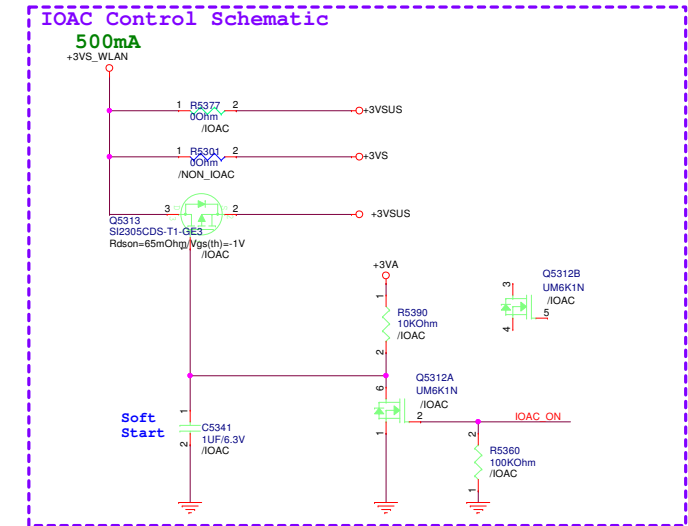 IOAC Control Schematic
500mA
+3VS_WLAN
1 R5377 2
0Ohm
/IOAC
+3VSUS
1 R5301 2
0Ohm
/NON_IOAC
+3VS
3 2
+3VSUS
Q5313
SI2305CDS-T1-GE3
Rdson=65mOhm/Vgs(th)=-1V
/IOAC
+3VA
1
R5390
10KOhm
/IOAC
2
Q5312B
UM6K1N
/IOAC
3
5
4
Q5312A
UM6K1N
/IOAC
6
2
1
IOAC_ON
Soft
Start
1
C5341
1UF/6.3V
/IOAC
2
2
R5360
100KOhm
/IOAC
1